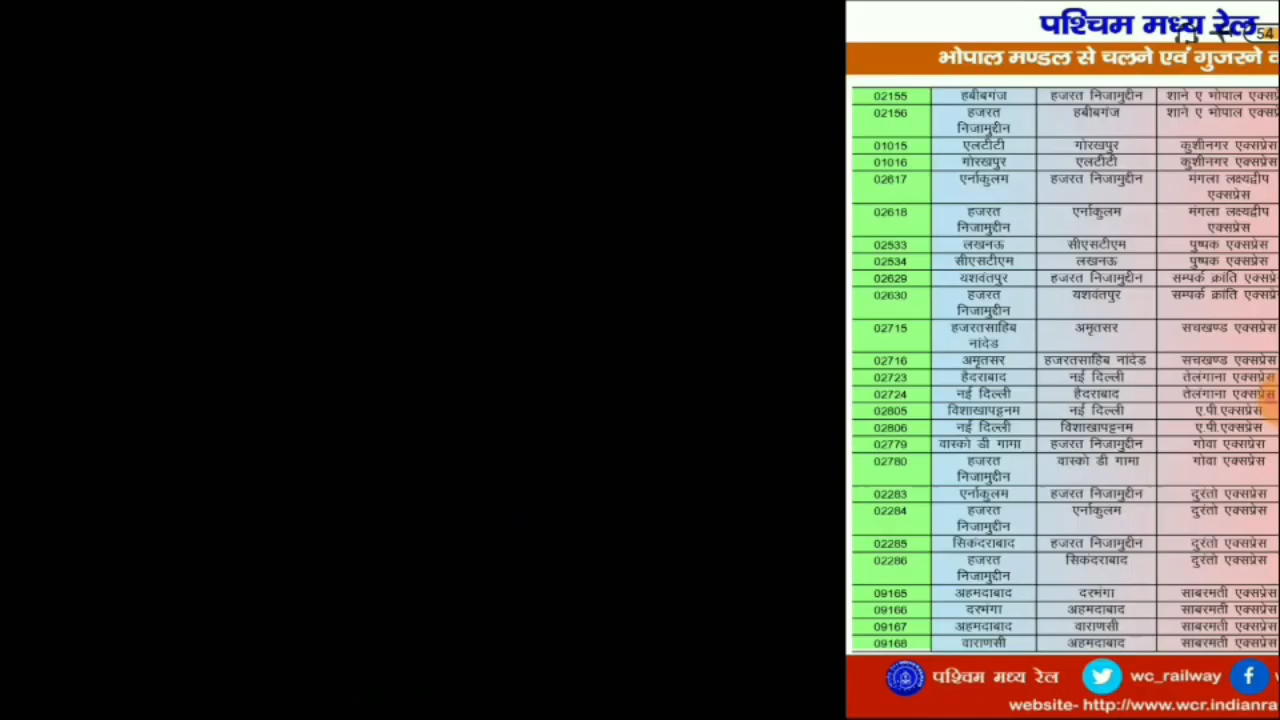 पश्चिम मध्य रेल
54
भोपाल मण्डल से चलने एवं गुजरने
02155 हबीबगंज हजरत निजामुद्दीन शाने ए भोपाल एक्सप्रे
02156 हजरत निजामुद्दीन हबीबगंज शाने ए भोपाल एक्सप्रे
01015 एलटीटी गोरखपुर कुशीनगर एक्सप्रेस
01016 गोरखपुर एलटीटी कुशीनगर एक्सप्रेस
02617 एर्नाकुलम हजरत निजामुद्दीन मंगला लक्ष्यद्वीप एक्सप्रेस
02618 हजरत निजामुद्दीन एर्नाकुलम मंगला लक्ष्यद्वीप एक्सप्रेस
02533 लखनऊ सीएसटीएम पुष्पक एक्सप्रेस
02534 सीएसटीएम लखनऊ पुष्पक एक्सप्रेस
02629 यशवंतपुर हजरत निजामुद्दीन सम्पर्क क्रांति एक्सप्रे
02630 हजरत निजामुद्दीन यशवंतपुर सम्पर्क क्रांति एक्सप्रे
02715 हजरतसाहिब नांदेड अमृतसर सचखण्ड एक्सप्रेस
02716 अमृतसर हजरतसाहिब नांदेड सचखण्ड एक्सप्रेस
02723 हैदराबाद नई दिल्ली तेलंगाना एक्सप्रेस
02724 नई दिल्ली हैदराबाद तेलंगाना एक्सप्रेस
02805 विशाखापट्टनम नई दिल्ली ए.पी.एक्सप्रेस
02806 नई दिल्ली विशाखापट्टनम ए.पी.एक्सप्रेस
02779 वास्को डी गामा हजरत निजामुद्दीन गोवा एक्सप्रेस
02780 हजरत निजामुद्दीन वास्को डी गामा गोवा एक्सप्रेस
02283 एर्नाकुलम हजरत निजामुद्दीन दुरंतो एक्सप्रेस
02284 हजरत निजामुद्दीन एर्नाकुलम दुरंतो एक्सप्रेस
02285 सिकंदराबाद हजरत निजामुद्दीन दुरंतो एक्सप्रेस
02286 हजरत निजामुद्दीन सिकंदराबाद दुरंतो एक्सप्रेस
09165 अहमदाबाद दरभंगा साबरमती एक्सप्रेस
09166 दरभंगा अहमदाबाद साबरमती एक्सप्रेस
09167 अहमदाबाद वाराणसी साबरमती एक्सप्रेस
09168 वाराणसी अहमदाबाद साबरमती एक्सप्रेस
पश्चिम मध्य रेल wc_railway
website- http://www.wcr.indianra